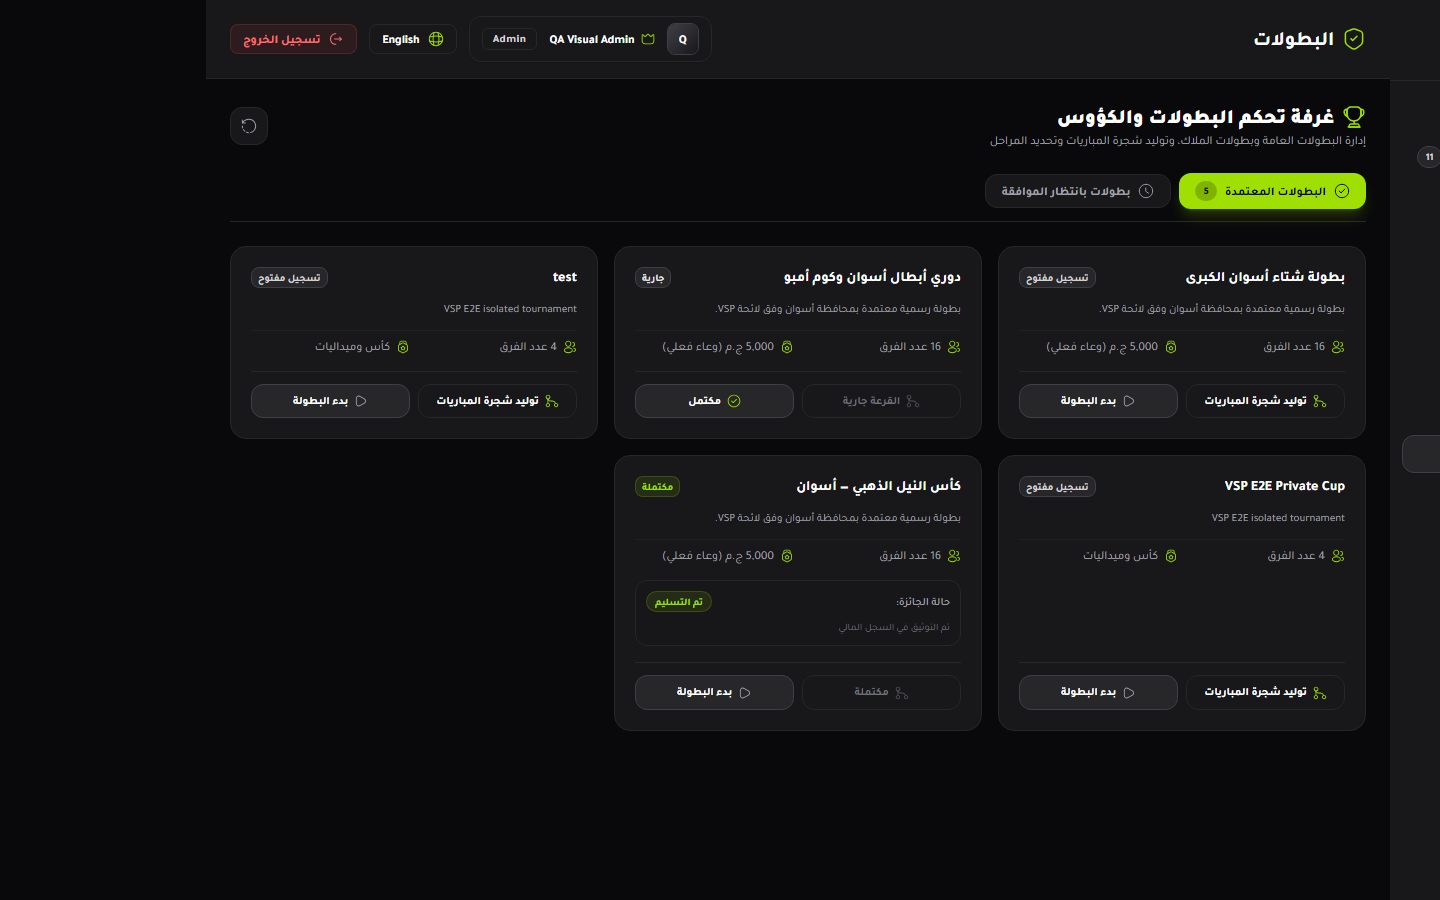 البطولات
QA Visual Admin
Q
Admin
English
تسجيل الخروج
11
غرفة تحكم البطولات والكؤوس
إدارة البطولات العامة وبطولات الملاك، وتوليد شجرة المباريات وتحديد المراحل
البطولات المعتمدة 5
بطولات بانتظار الموافقة
بطولة شتاء أسوان الكبرى
تسجيل مفتوح
بطولة رسمية معتمدة بمحافظة أسوان وفق لائحة VSP.
16 عدد الفرق
5,000 ج.م (وعاء فعلي)
توليد شجرة المباريات
بدء البطولة
دوري أبطال أسوان وكوم أمبو
جارية
بطولة رسمية معتمدة بمحافظة أسوان وفق لائحة VSP.
16 عدد الفرق
5,000 ج.م (وعاء فعلي)
القرعة جارية
مكتمل
test
تسجيل مفتوح
VSP E2E isolated tournament
4 عدد الفرق
كأس وميداليات
توليد شجرة المباريات
بدء البطولة
VSP E2E Private Cup
تسجيل مفتوح
VSP E2E isolated tournament
4 عدد الفرق
كأس وميداليات
توليد شجرة المباريات
بدء البطولة
كأس النيل الذهبي – أسوان
مكتملة
بطولة رسمية معتمدة بمحافظة أسوان وفق لائحة VSP.
16 عدد الفرق
5,000 ج.م (وعاء فعلي)
حالة الجائزة:
تم التسليم
تم التوثيق في السجل المالي
مكتملة
بدء البطولة